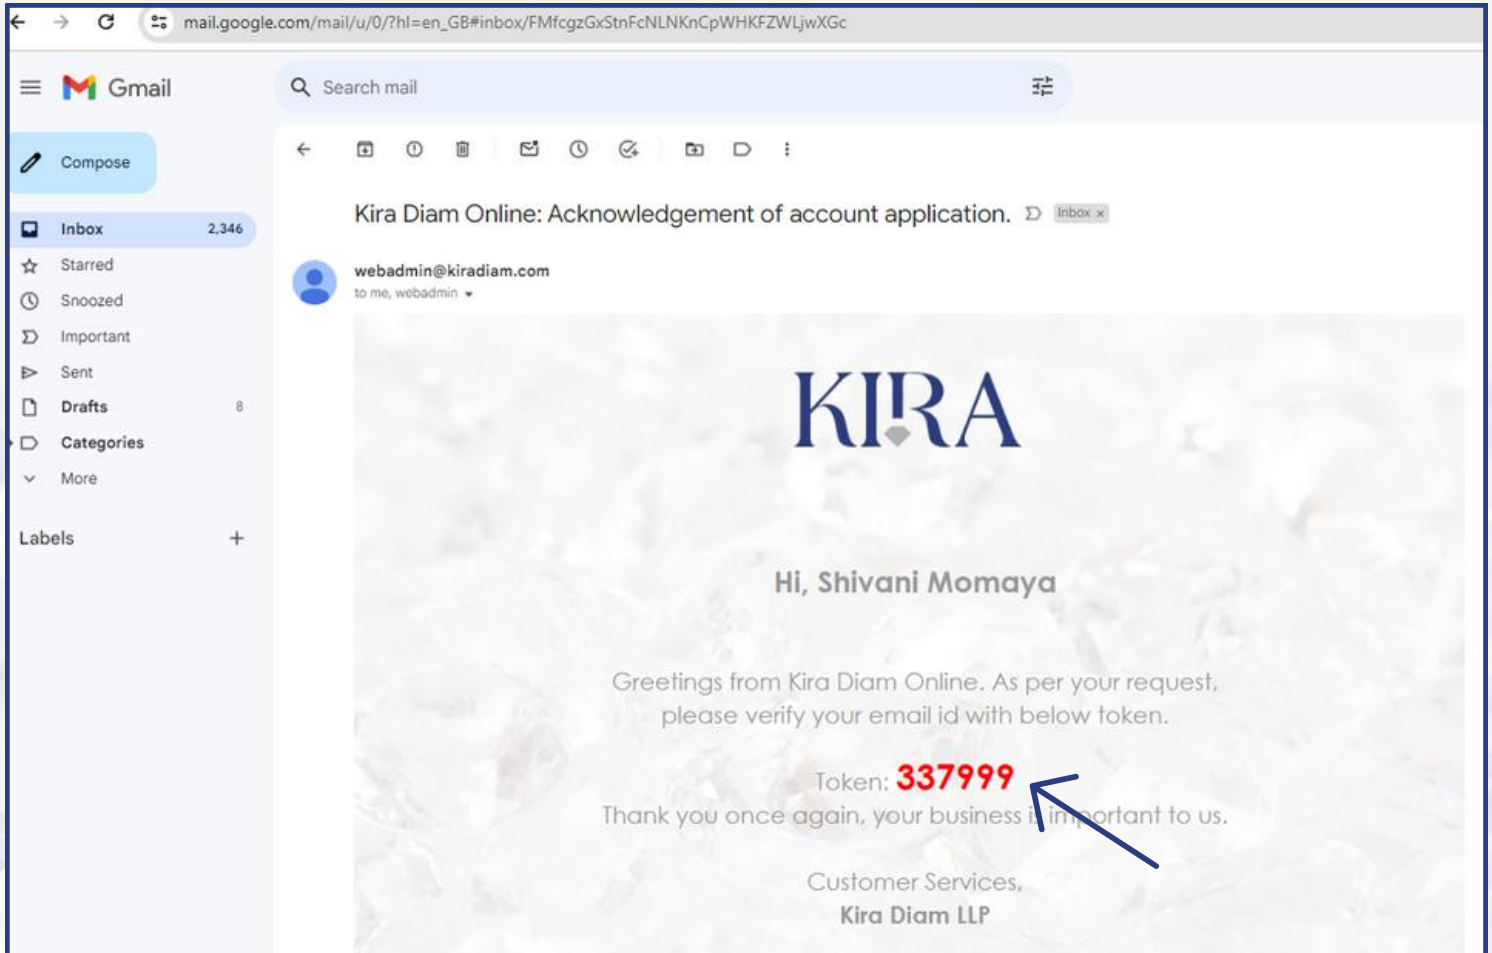 mail.google.com/mail/u/0/?hl=en_GB#inbox/FMfcgzGxStnFcNLNKnCpWHKFZWLjwXGc
Gmail
Search mail
Compose
Kira Diam Online: Acknowledgement of account application. Inbox x
Inbox 2,346
Starred
Snoozed
Important
Sent
Drafts 8
Categories
More
Labels +
webadmin@kiradiam.com
to me, webadmin
KIRA
Hi, Shivani Momaya
Greetings from Kira Diam Online. As per your request,
please verify your email id with below token.
Token: 337999
Thank you once again, your business is important to us.
Customer Services,
Kira Diam LLP